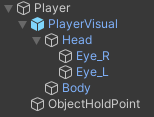 Player
PlayerVisual
Head
Eye_R
Eye_L
Body
ObjectHoldPoint